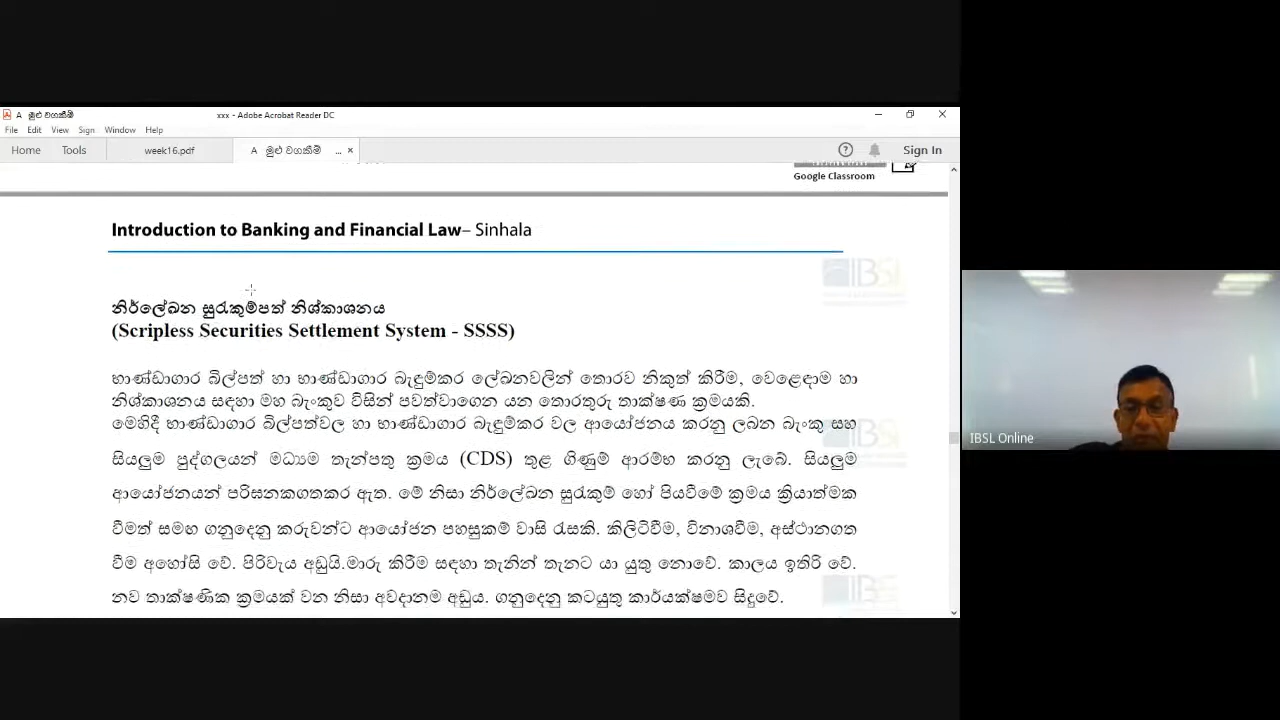 A මුළු වගකීම්
xxx - Adobe Acrobat Reader DC
File Edit View Sign Window Help
Home Tools week16.pdf A මුළු වගකීම් ... × Sign In
Google Classroom
Introduction to Banking and Financial Law– Sinhala
IBSL
නිර්ලේඛන සුරැකුම්පත් නිශ්කාශනය
(Scripless Securities Settlement System - SSSS)
භාණ්ඩාගාර බිල්පත් හා භාණ්ඩාගාර බැඳුම්කර ලේඛනවලින් තොරව නිකුත් කිරීම, වෙළෙඳාම හා
නිශ්කාශනය සඳහා මහ බැංකුව විසින් පවත්වාගෙන යන තොරතුරු තාක්ෂණ ක්‍රමයකි.
මෙහිදී භාණ්ඩාගාර බිල්පත්වල හා භාණ්ඩාගාර බැඳුම්කර වල ආයෝජනය කරනු ලබන බැංකු සහ
සියලුම පුද්ගලයන් මධ්‍යම තැන්පතු ක්‍රමය (CDS) තුළ ගිණුම් ආරම්භ කරනු ලැබේ. සියලුම
ආයෝජනයන් පරිඝනකගතකර ඇත. මේ නිසා නිර්ලේඛන සුරැකුම් හෝ පියවීමේ ක්‍රමය ක්‍රියාත්මක
වීමත් සමඟ ගනුදෙනු කරුවන්ට ආයෝජන පහසුකම් වාසි රැසකි. කිලිටිවීම, විනාශවීම, අස්ථානගත
වීම අහෝසි වේ. පිරිවැය අඩුයි.මාරු කිරීම සඳහා තැනින් තැනට යා යුතු නොවේ. කාලය ඉතිරි වේ.
නව තාක්ෂණික ක්‍රමයක් වන නිසා අවදානම අඩුය. ගනුදෙනු කටයුතු කාර්යක්ෂමව සිදුවේ.
IBSL Online